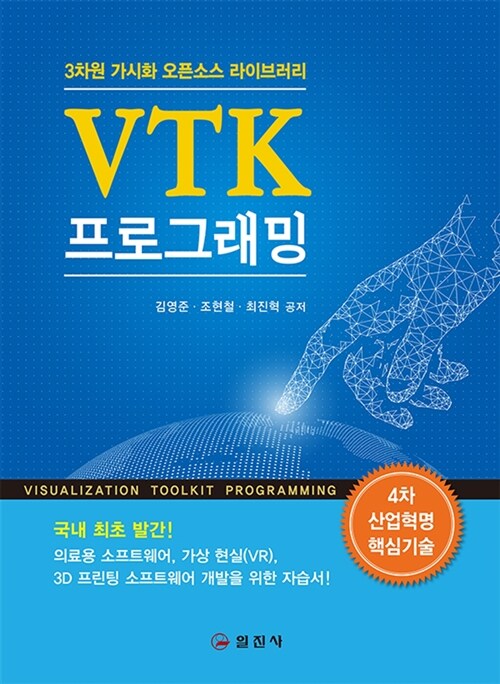 3차원 가시화 오픈소스 라이브러리
VTK
프로그래밍
김영준 · 조현철 · 최진혁 공저
VISUALIZATION TOOLKIT PROGRAMMING
4차
산업혁명
핵심기술
국내 최초 발간!
의료용 소프트웨어, 가상 현실(VR),
3D 프린팅 소프트웨어 개발을 위한 자습서!
일진사